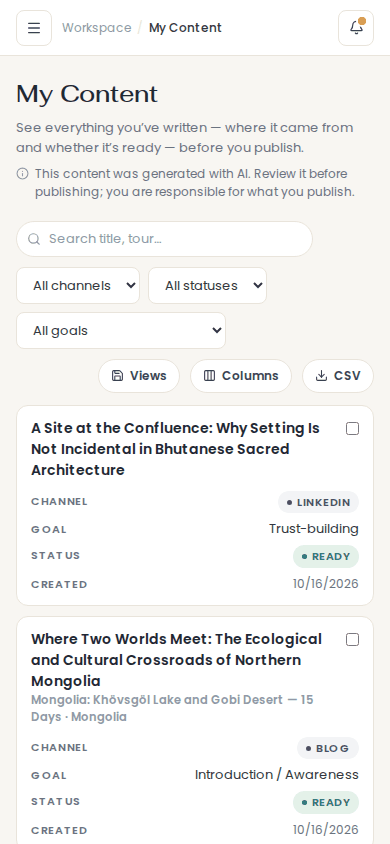 Workspace / My Content
My Content
See everything you've written — where it came from
and whether it's ready — before you publish.
This content was generated with AI. Review it before
publishing; you are responsible for what you publish.
Search title, tour...
All channels
All statuses
All goals
Views
Columns
CSV
A Site at the Confluence: Why Setting Is
Not Incidental in Bhutanese Sacred
Architecture
CHANNEL
LINKEDIN
GOAL
Trust-building
STATUS
READY
CREATED
10/16/2026
Where Two Worlds Meet: The Ecological
and Cultural Crossroads of Northern
Mongolia
Mongolia: Khövsgöl Lake and Gobi Desert — 15
Days · Mongolia
CHANNEL
BLOG
GOAL
Introduction / Awareness
STATUS
READY
CREATED
10/16/2026